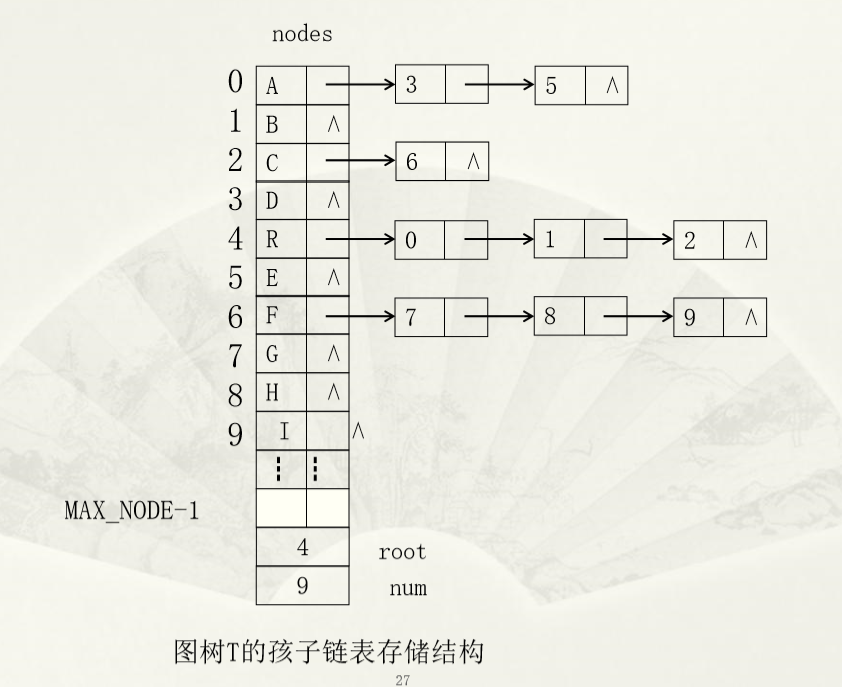 nodes
0 A 3 5 ∧
1 B ∧
2 C 6 ∧
3 D ∧
4 R 0 1 2 ∧
5 E ∧
6 F 7 8 9 ∧
7 G ∧
8 H ∧
9 I ∧
MAX_NODE-1
4 root
9 num
图树T的孩子链表存储结构
27